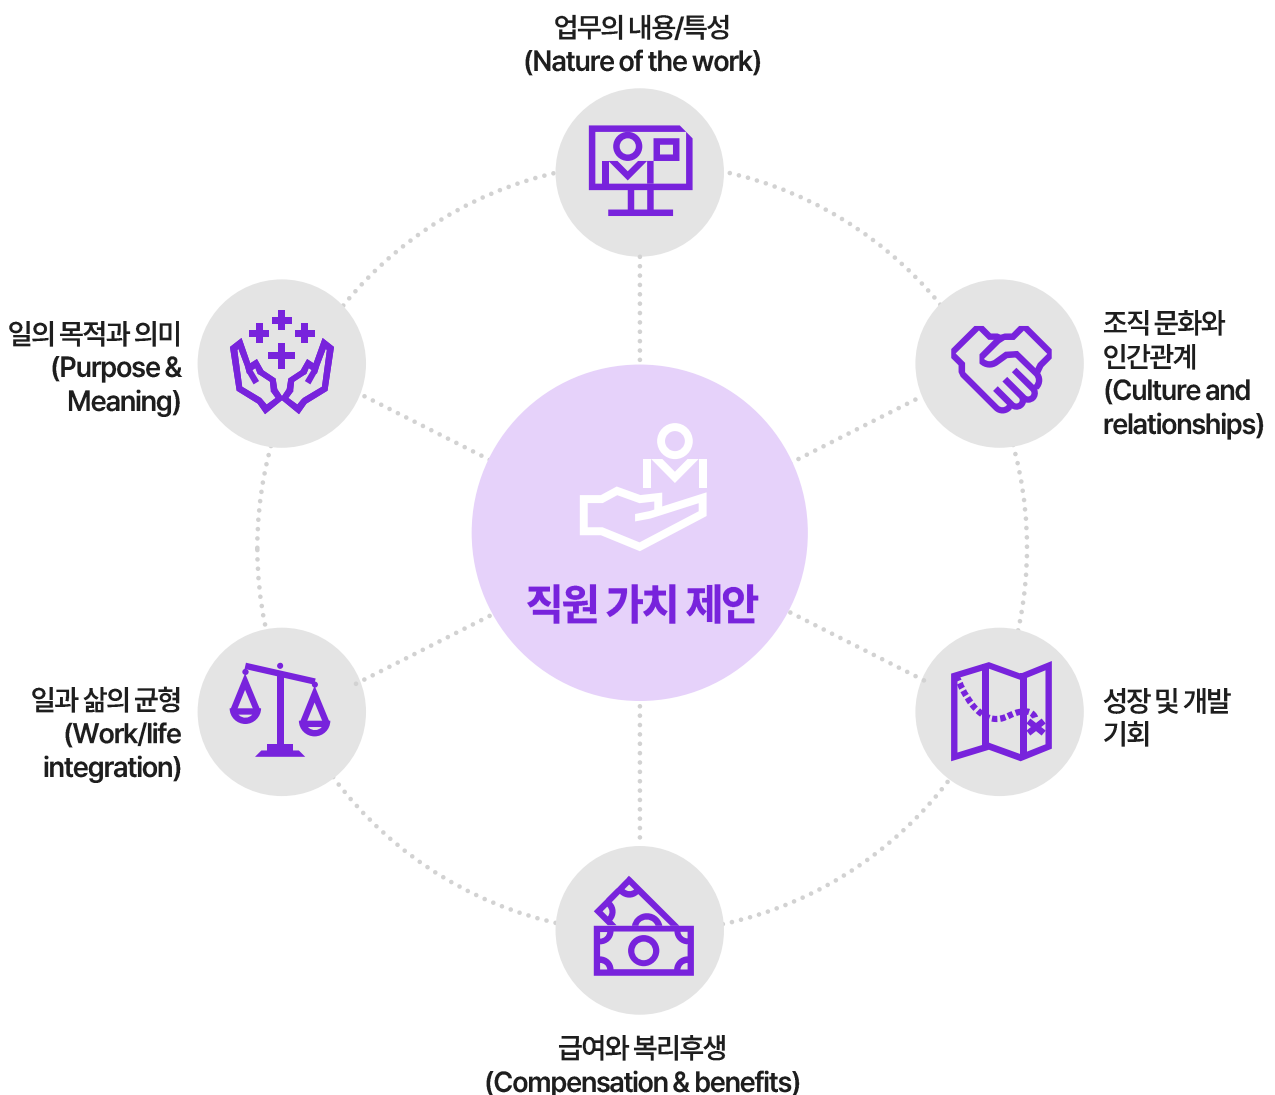 업무의 내용/특성
(Nature of the work)
일의 목적과 의미
(Purpose &
Meaning)
조직 문화와
인간관계
(Culture and
relationships)
직원 가치 제안
일과 삶의 균형
(Work/life
integration)
성장 및 개발
기회
급여와 복리후생
(Compensation & benefits)